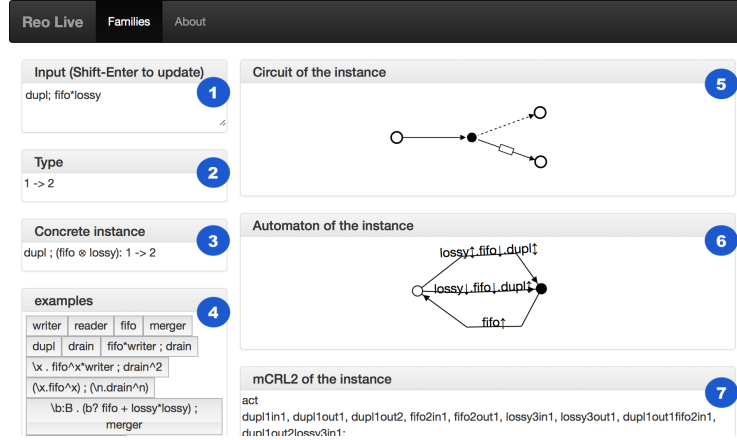 Reo Live Families About
Input (Shift-Enter to update)
1
dupl; fifo*lossy
Type
2
1 -> 2
Concrete instance
3
dupl ; (fifo ⊗ lossy): 1 -> 2
examples
4
writer reader fifo merger
dupl drain fifo*writer ; drain
\x . fifo^x*writer ; drain^2
(\x.fifo^x) ; (\n.drain^n)
\b:B . (b? fifo + lossy*lossy) ;
merger
Circuit of the instance
5
Automaton of the instance
6
lossy↕.fifo↓.dupl↕
lossy↓.fifo↓.dupl↕
fifo↑
mCRL2 of the instance
7
act
dupl1in1, dupl1out1, dupl1out2, fifo2in1, fifo2out1, lossy3in1, lossy3out1, dupl1out1fifo2in1,
dupl1out2lossy3in1;